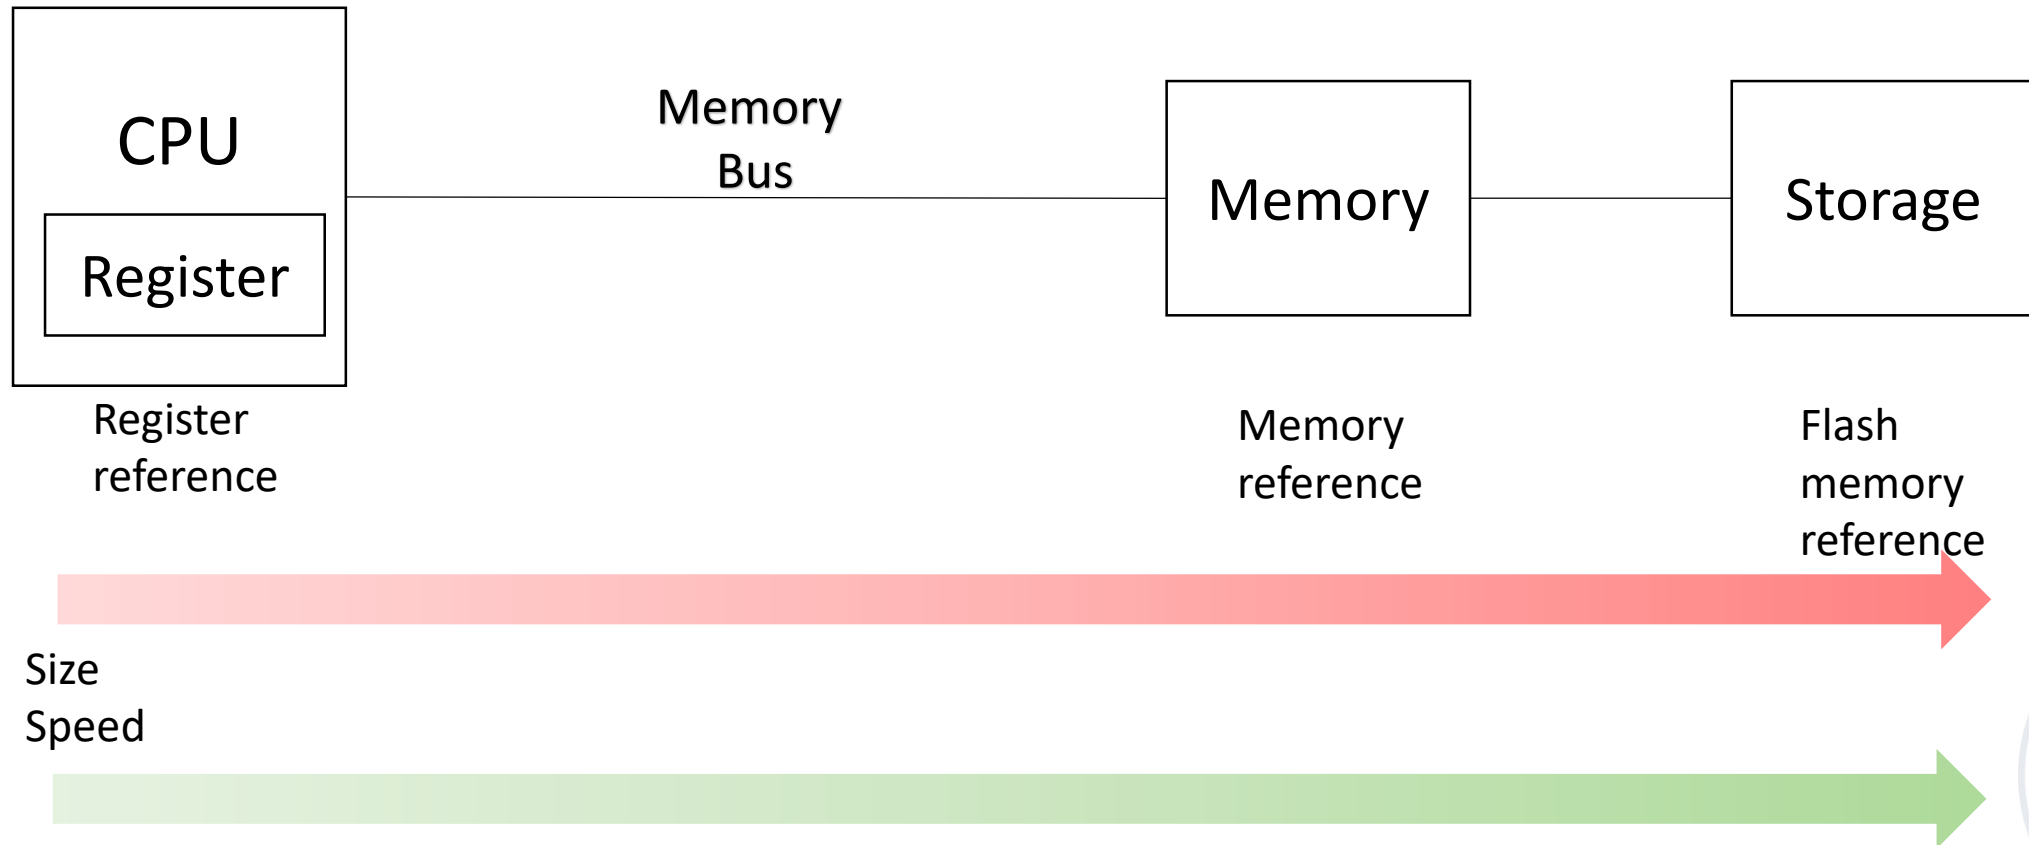 CPU
Register
Memory
Bus
Memory
Storage
Register
reference
Memory
reference
Flash
memory
reference
Size
Speed